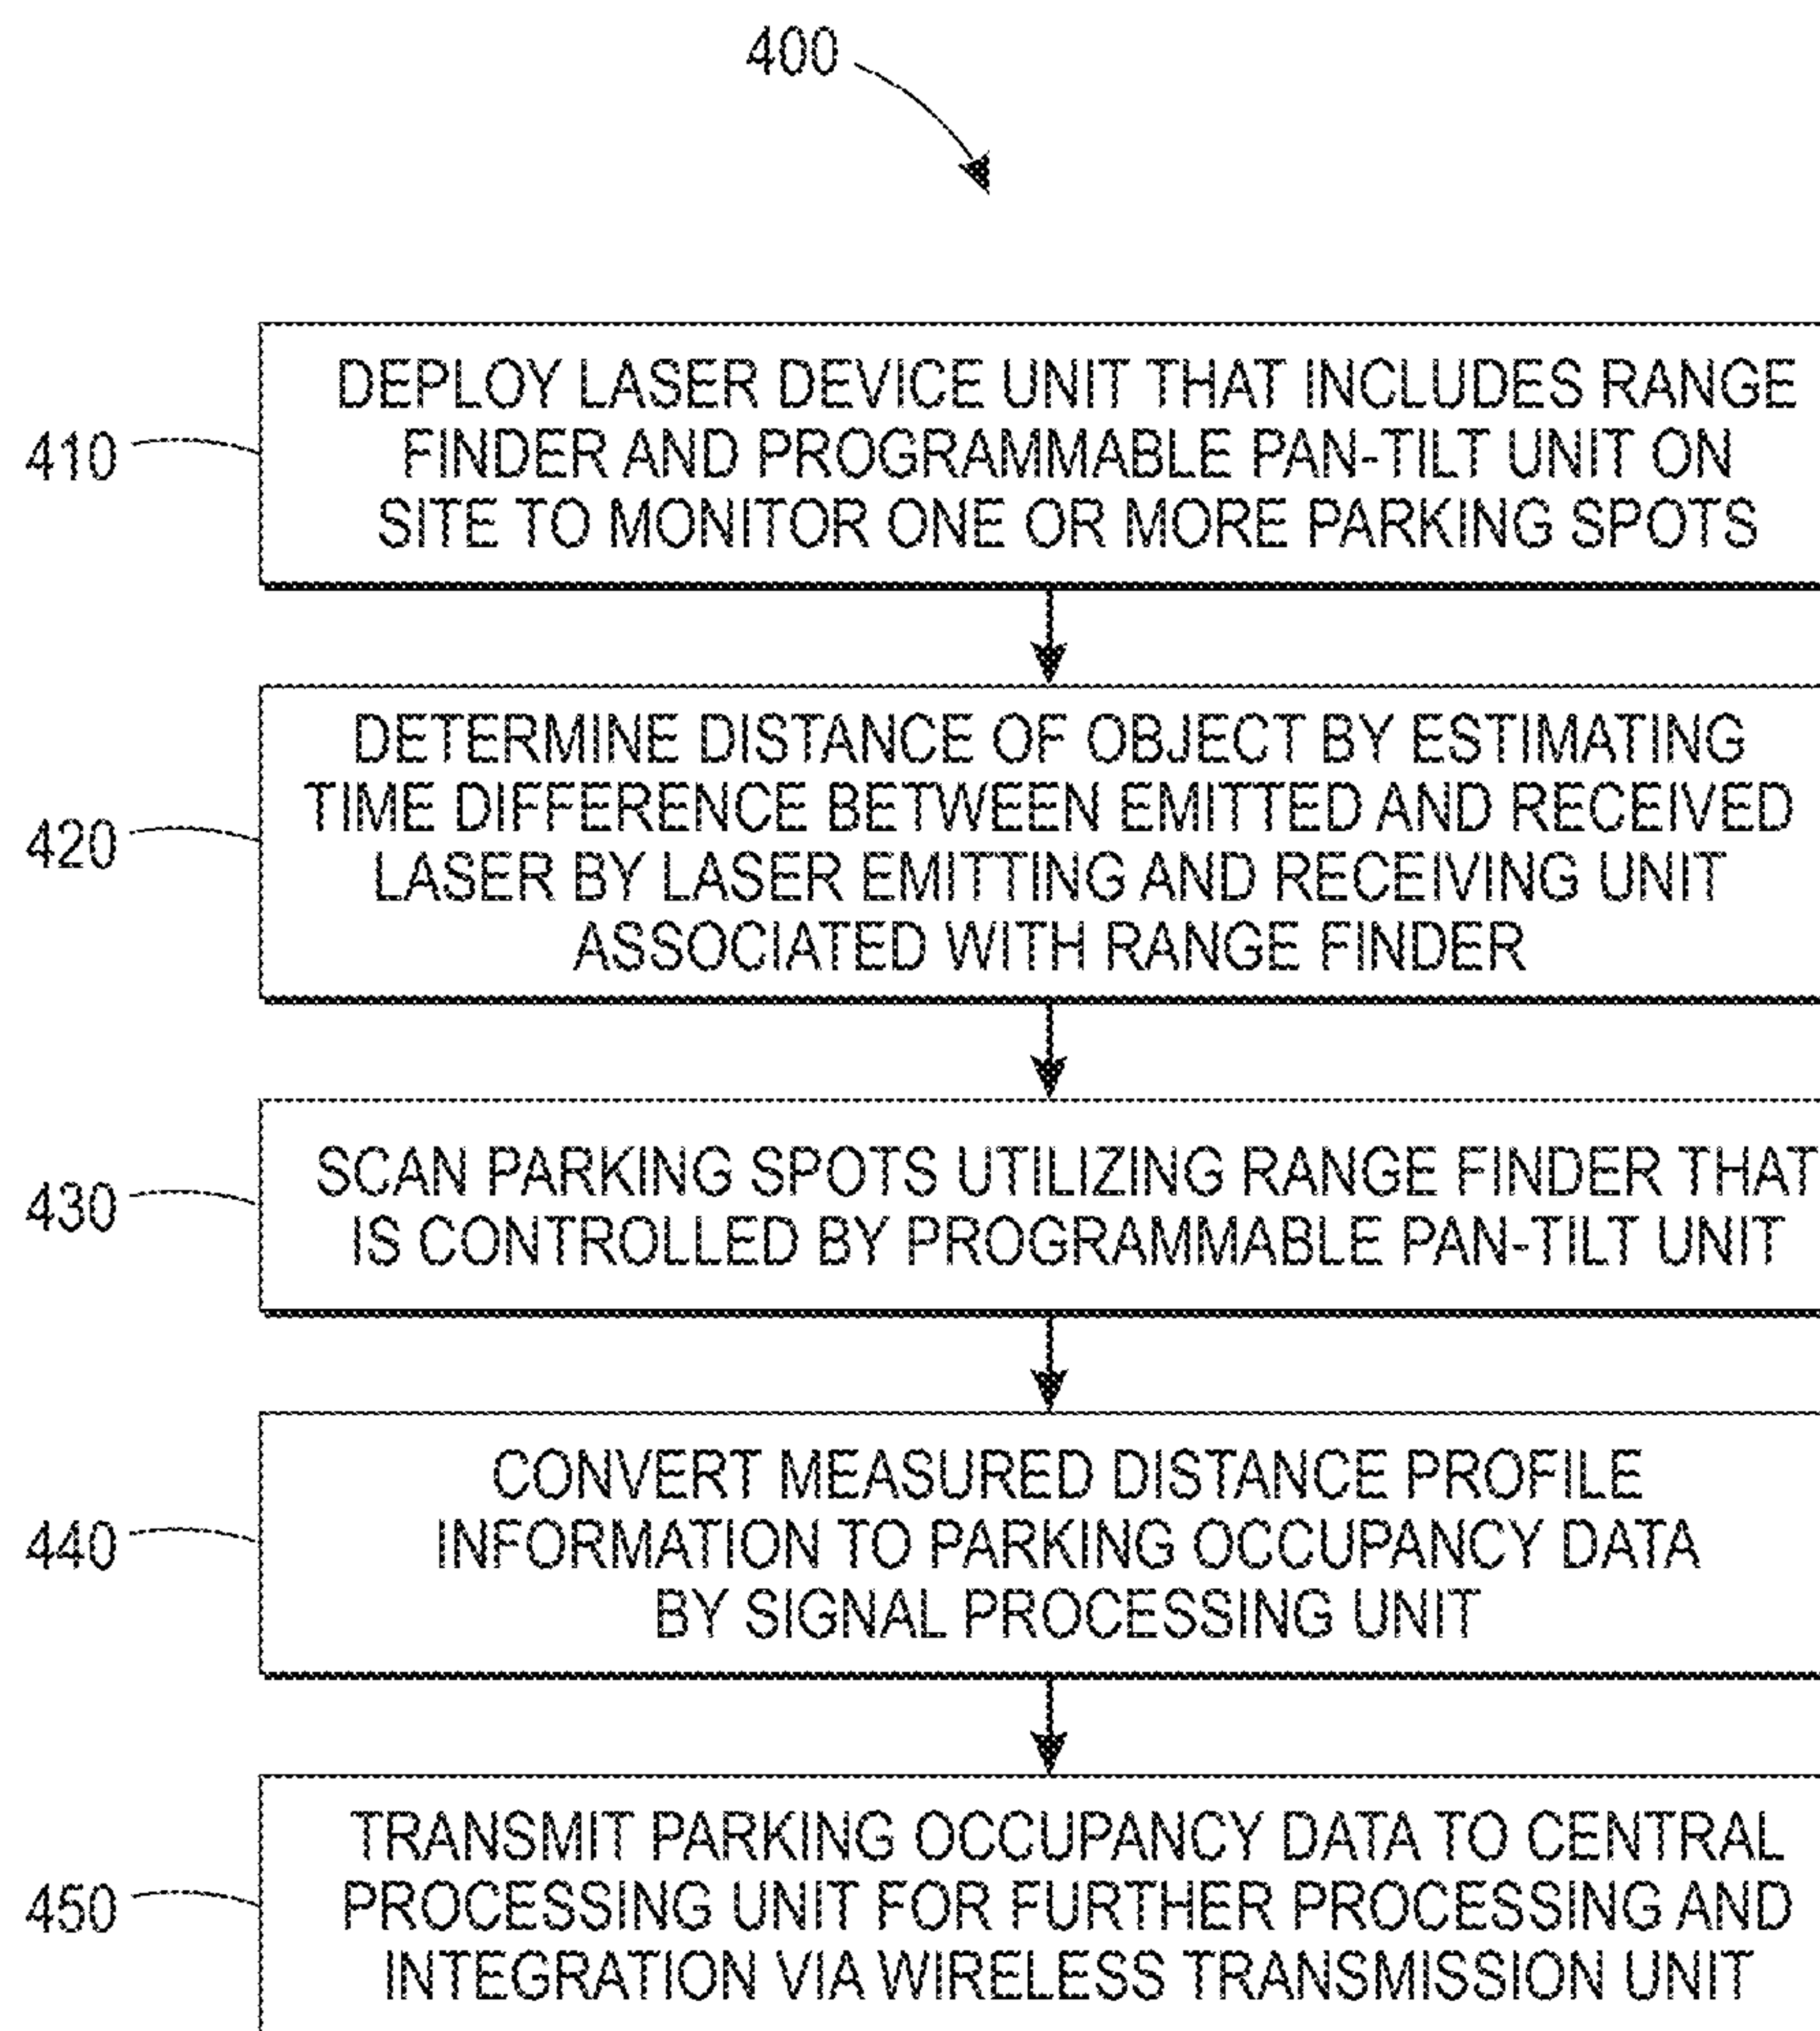 400
410
DEPLOY LASER DEVICE UNIT THAT INCLUDES RANGE
FINDER AND PROGRAMMABLE PAN-TILT UNIT ON
SITE TO MONITOR ONE OR MORE PARKING SPOTS
420
DETERMINE DISTANCE OF OBJECT BY ESTIMATING
TIME DIFFERENCE BETWEEN EMITTED AND RECEIVED
LASER BY LASER EMITTING AND RECEIVING UNIT
ASSOCIATED WITH RANGE FINDER
430
SCAN PARKING SPOTS UTILIZING RANGE FINDER THAT
IS CONTROLLED BY PROGRAMMABLE PAN-TILT UNIT
440
CONVERT MEASURED DISTANCE PROFILE
INFORMATION TO PARKING OCCUPANCY DATA
BY SIGNAL PROCESSING UNIT
450
TRANSMIT PARKING OCCUPANCY DATA TO CENTRAL
PROCESSING UNIT FOR FURTHER PROCESSING AND
INTEGRATION VIA WIRELESS TRANSMISSION UNIT